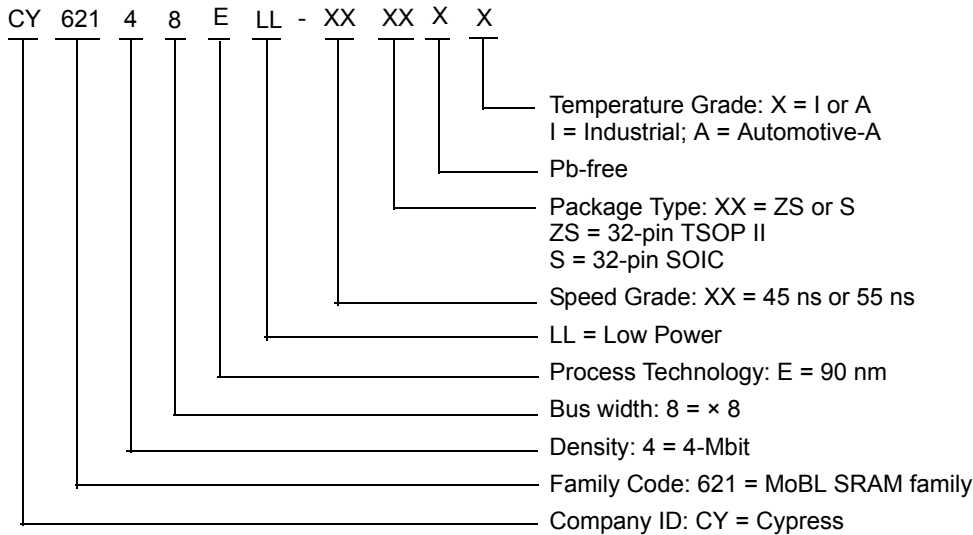 CY 621 4 8 E LL - XX XX X X
Temperature Grade: X = I or A
I = Industrial; A = Automotive-A
Pb-free
Package Type: XX = ZS or S
ZS = 32-pin TSOP II
S = 32-pin SOIC
Speed Grade: XX = 45 ns or 55 ns
LL = Low Power
Process Technology: E = 90 nm
Bus width: 8 = × 8
Density: 4 = 4-Mbit
Family Code: 621 = MoBL SRAM family
Company ID: CY = Cypress